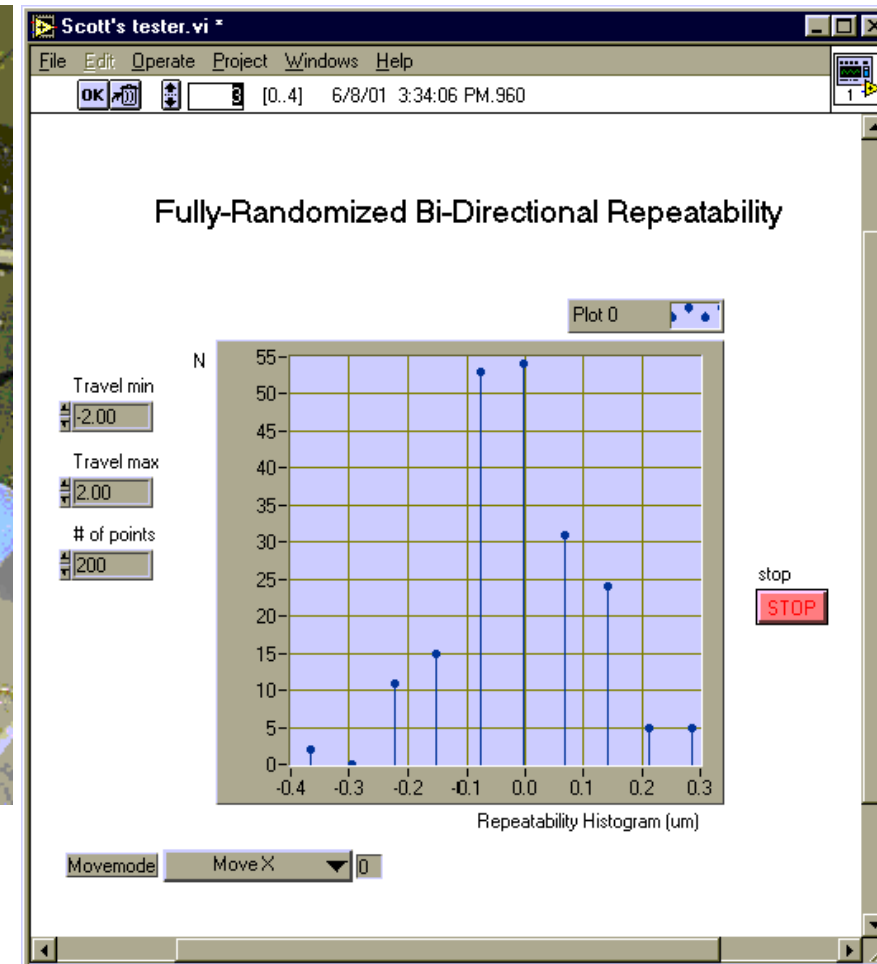 Scott's tester.vi *
File Edit Operate Project Windows Help
OK 3 [0..4] 6/8/01 3:34:06 PM.960
1
Fully-Randomized Bi-Directional Repeatability
Plot 0
N
55
50
45
40
35
30
25
20
15
10
5
0
-0.4 -0.3 -0.2 -0.1 0.0 0.1 0.2 0.3
Repeatability Histogram (um)
Travel min
-2.00
Travel max
2.00
# of points
200
stop
STOP
Movemode Move X 0